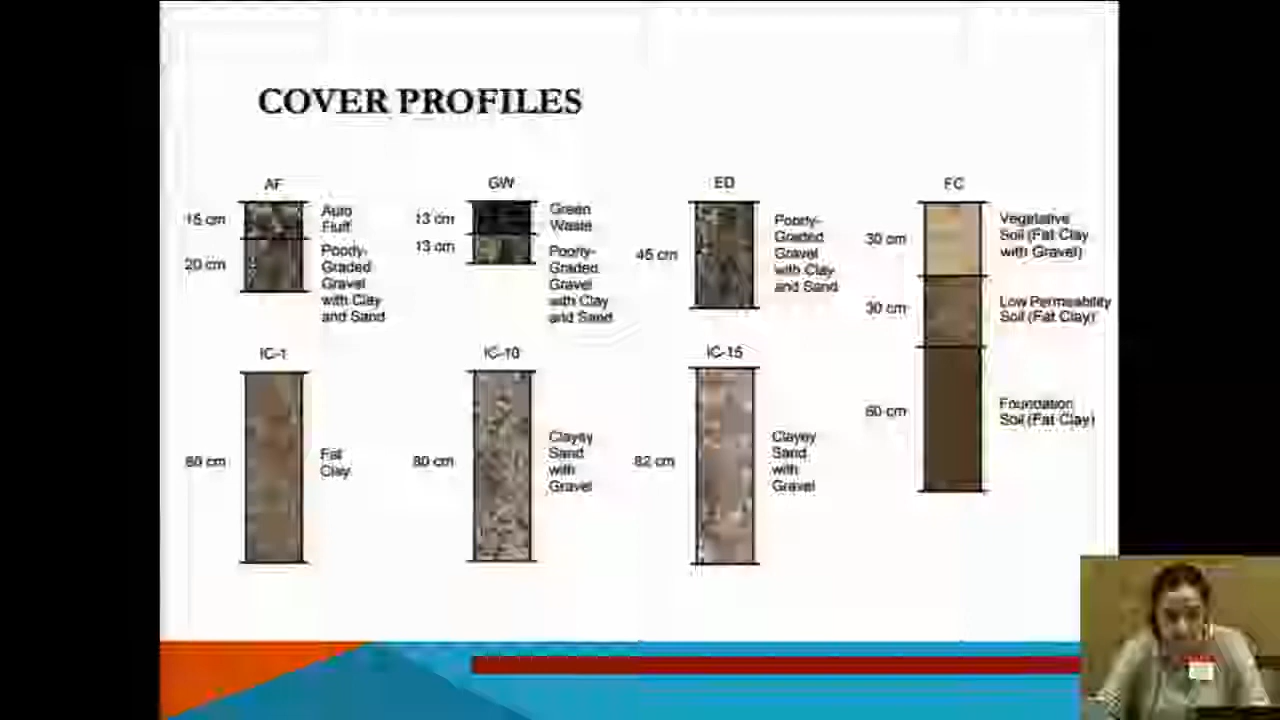 COVER PROFILES
AF
15 cm
20 cm
Auto
Fluff
Poorly-
Graded
Gravel
with Clay
and Sand
GW
13 cm
13 cm
Green
Waste
Poorly-
Graded
Gravel
with Clay
and Sand
ED
45 cm
Poorly-
Graded
Gravel
with Clay
and Sand
FC
30 cm
30 cm
60 cm
Vegetative
Soil (Fat Clay
with Gravel)
Low Permeability
Soil (Fat Clay)
Foundation
Soil (Fat Clay)
IC-1
80 cm
Fat
Clay
IC-10
80 cm
Clayey
Sand
with
Gravel
IC-15
82 cm
Clayey
Sand
with
Gravel